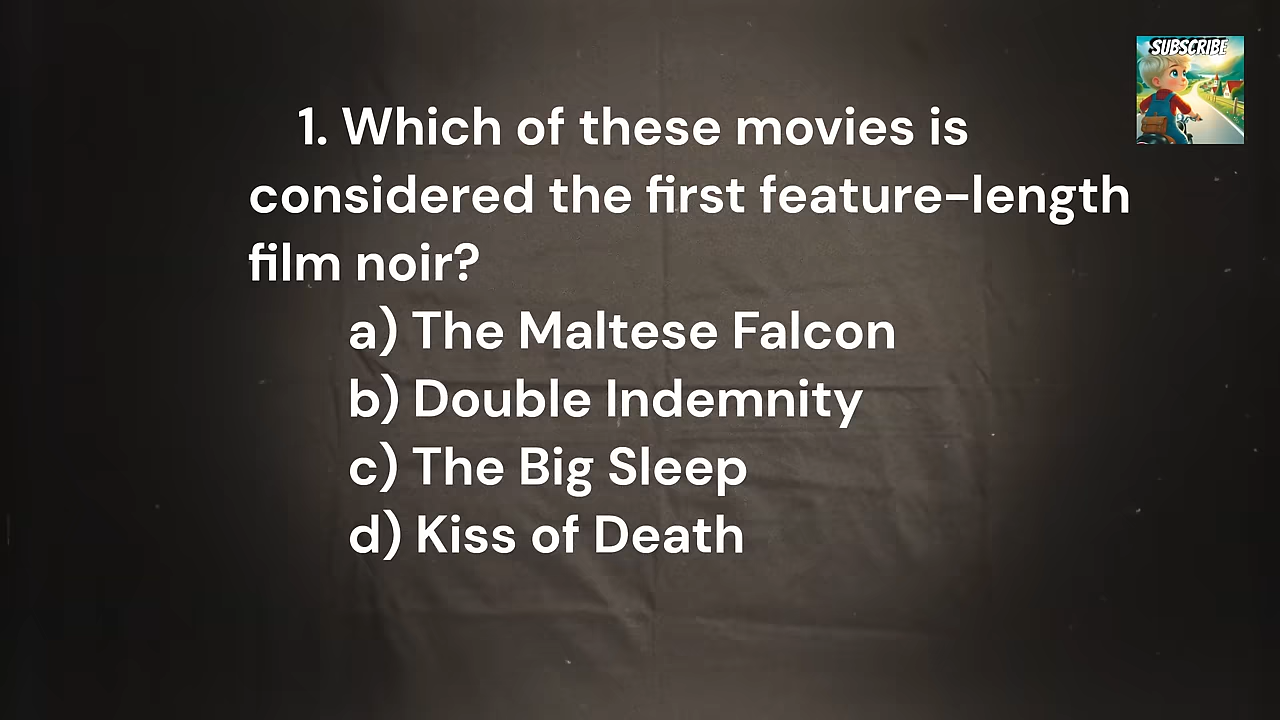 SUBSCRIBE
1. Which of these movies is
considered the first feature-length
film noir?
a) The Maltese Falcon
b) Double Indemnity
c) The Big Sleep
d) Kiss of Death